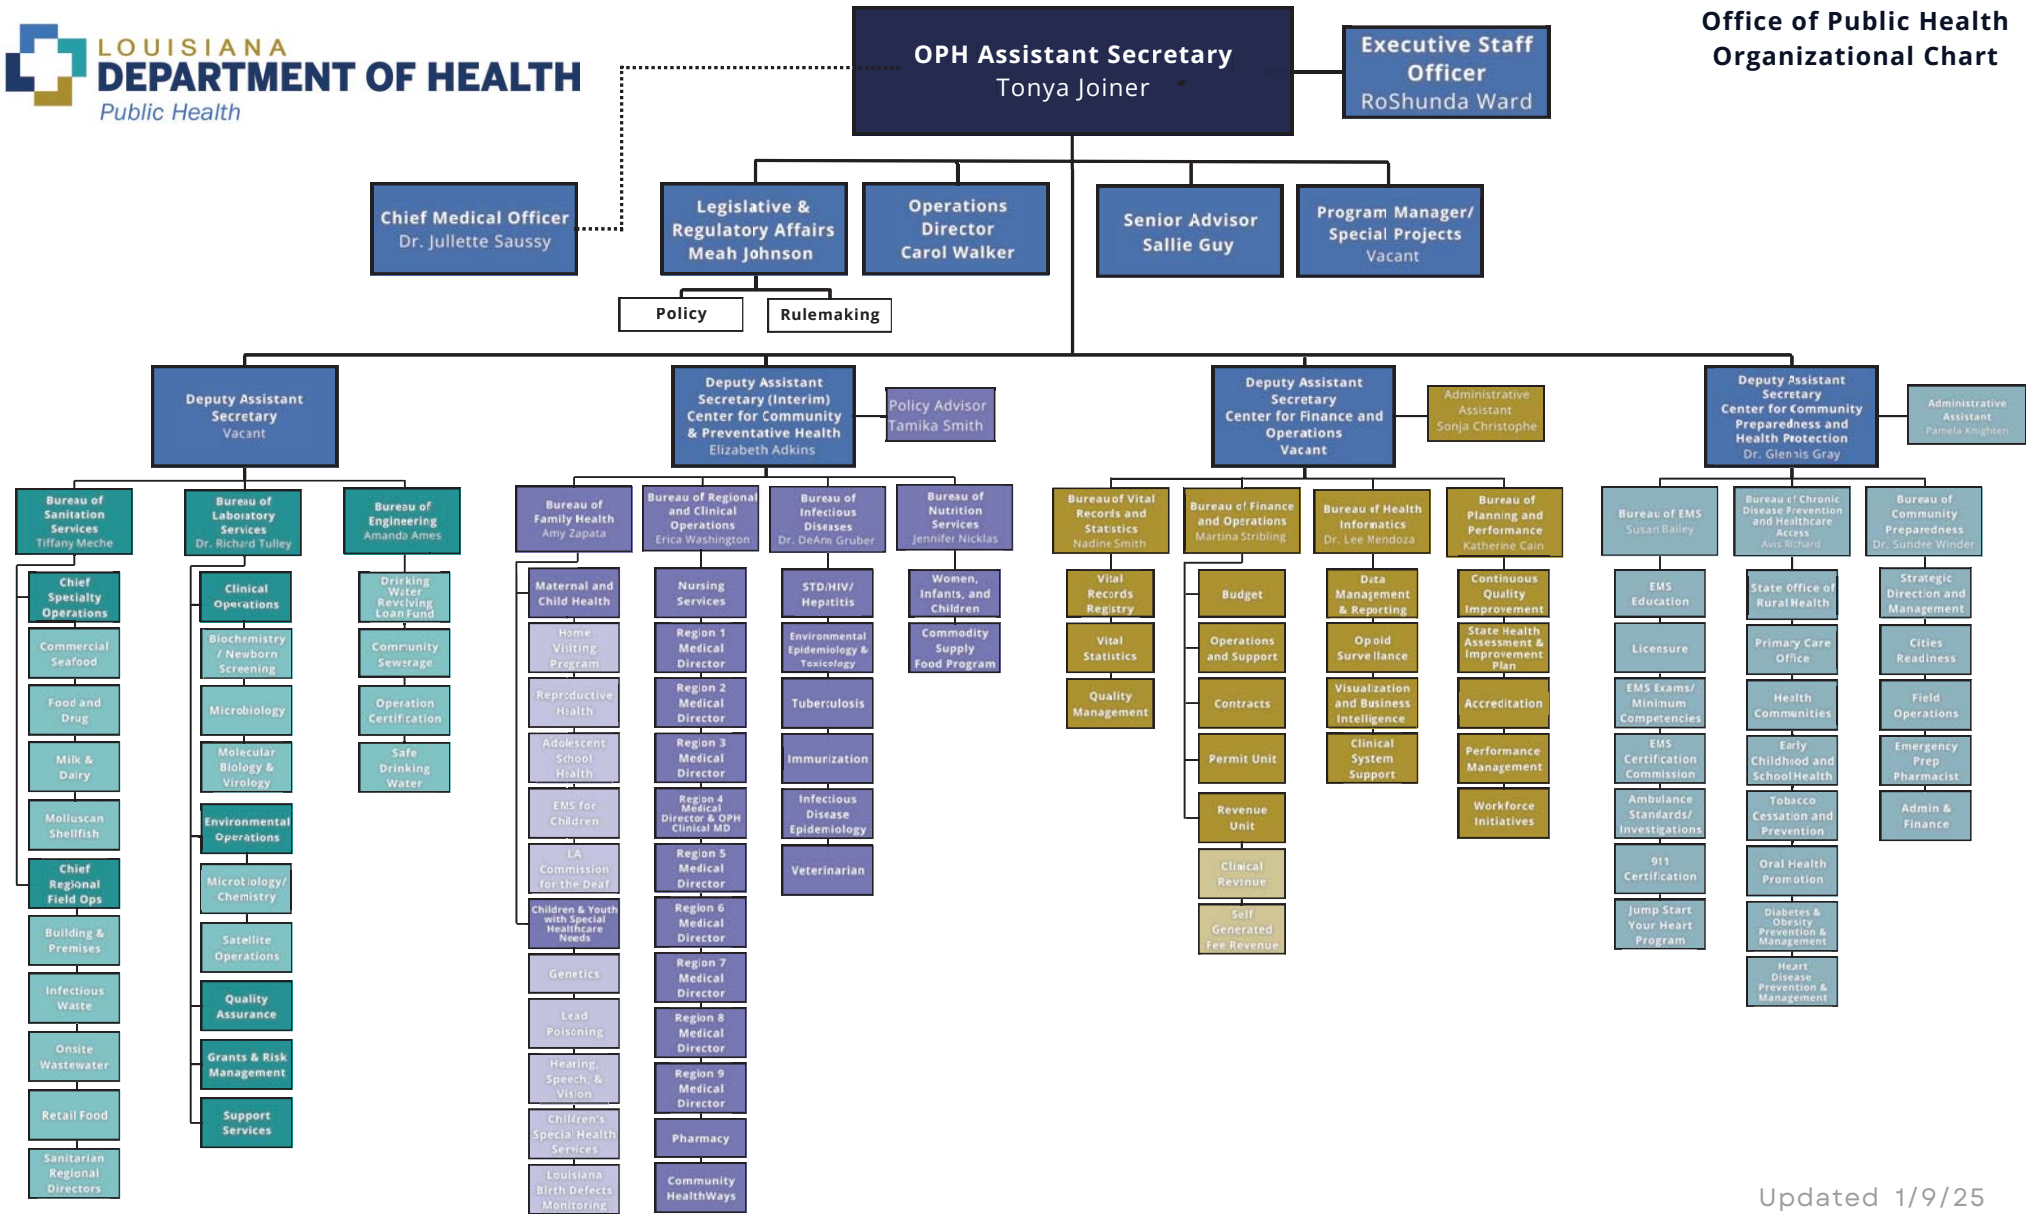 LOUISIANA
DEPARTMENT OF HEALTH
Public Health
Office of Public Health
Organizational Chart
OPH Assistant Secretary
Tonya Joiner
Executive Staff
Officer
RoShunda Ward
Chief Medical Officer
Dr. Jullette Saussy
Legislative &
Regulatory Affairs
Meah Johnson
Operations
Director
Carol Walker
Senior Advisor
Sallie Guy
Program Manager/
Special Projects
Vacant
Policy
Rulemaking
Deputy Assistant
Secretary
Vacant
Deputy Assistant
Secretary (Interim)
Center for Community
& Preventative Health
Elizabeth Adkins
Policy Advisor
Tamika Smith
Deputy Assistant
Secretary
Center for Finance and
Operations
Vacant
Administrative
Assistant
Sonja Christophe
Deputy Assistant
Secretary
Center for Community
Preparedness and
Health Protection
Dr. Glennis Gray
Administrative
Assistant
Pamela Knighten
Bureau of
Sanitation
Services
Tiffany Meche
Chief
Specialty
Operations
Commercial
Seafood
Food and
Drug
Milk &
Dairy
Molluscan
Shellfish
Chief
Regional
Field Ops
Building &
Premises
Infectious
Waste
Onsite
Wastewater
Retail Food
Sanitarian
Regional
Directors
Bureau of
Laboratory
Services
Dr. Richard Tulley
Clinical
Operations
Biochemistry
/ Newborn
Screening
Microbiology
Molecular
Biology &
Virology
Environmental
Operations
Microbiology/
Chemistry
Satellite
Operations
Quality
Assurance
Grants & Risk
Management
Support
Services
Bureau of
Engineering
Amanda Ames
Drinking
Water
Revolving
Loan Fund
Community
Sewerage
Operation
Certification
Safe
Drinking
Water
Bureau of
Family Health
Amy Zapata
Maternal and
Child Health
Home
Visiting
Program
Reproductive
Health
Adolescent
School
Health
EMS for
Children
LA
Commission
for the Deaf
Children & Youth
with Special
Healthcare
Needs
Genetics
Lead
Poisoning
Hearing,
Speech, &
Vision
Children's
Special Health
Services
Louisiana
Birth Defects
Monitoring
Bureau of Regional
and Clinical
Operations
Erica Washington
Nursing
Services
Region 1
Medical
Director
Region 2
Medical
Director
Region 3
Medical
Director
Region 4
Medical
Director & OPH
Clinical MD
Region 5
Medical
Director
Region 6
Medical
Director
Region 7
Medical
Director
Region 8
Medical
Director
Region 9
Medical
Director
Pharmacy
Community
HealthWays
Bureau of
Infectious
Diseases
Dr. DeAnn Gruber
STD/HIV/
Hepatitis
Environmental
Epidemiology &
Toxicology
Tuberculosis
Immunization
Infectious
Disease
Epidemiology
Veterinarian
Bureau of
Nutrition
Services
Jennifer Nicklas
Women,
Infants, and
Children
Commodity
Supply
Food Program
Bureau of Vital
Records and
Statistics
Nadine Smith
Vital
Records
Registry
Vital
Statistics
Quality
Management
Bureau of Finance
and Operations
Martina Stribling
Budget
Operations
and Support
Contracts
Permit Unit
Revenue
Unit
Clinical
Revenue
Self
Generated
Fee Revenue
Bureau of Health
Informatics
Dr. Lee Mendoza
Data
Management
& Reporting
Opioid
Surveillance
Visualization
and Business
Intelligence
Clinical
System
Support
Bureau of
Planning and
Performance
Katherine Cain
Continuous
Quality
Improvement
State Health
Assessment &
Improvement
Plan
Accreditation
Performance
Management
Workforce
Initiatives
Bureau of EMS
Susan Bailey
EMS
Education
Licensure
EMS Exams/
Minimum
Competencies
EMS
Certification
Commission
Ambulance
Standards/
Investigations
911
Certification
Jump Start
Your Heart
Program
Bureau of Chronic
Disease Prevention
and Healthcare
Access
Avis Richard
State Office of
Rural Health
Primary Care
Office
Health
Communities
Early
Childhood and
School Health
Tobacco
Cessation and
Prevention
Oral Health
Promotion
Diabetes &
Obesity
Prevention &
Management
Heart
Disease
Prevention &
Management
Bureau of
Community
Preparedness
Dr. Sundee Winder
Strategic
Direction and
Management
Cities
Readiness
Field
Operations
Emergency
Prep
Pharmacist
Admin &
Finance
Updated 1/9/25